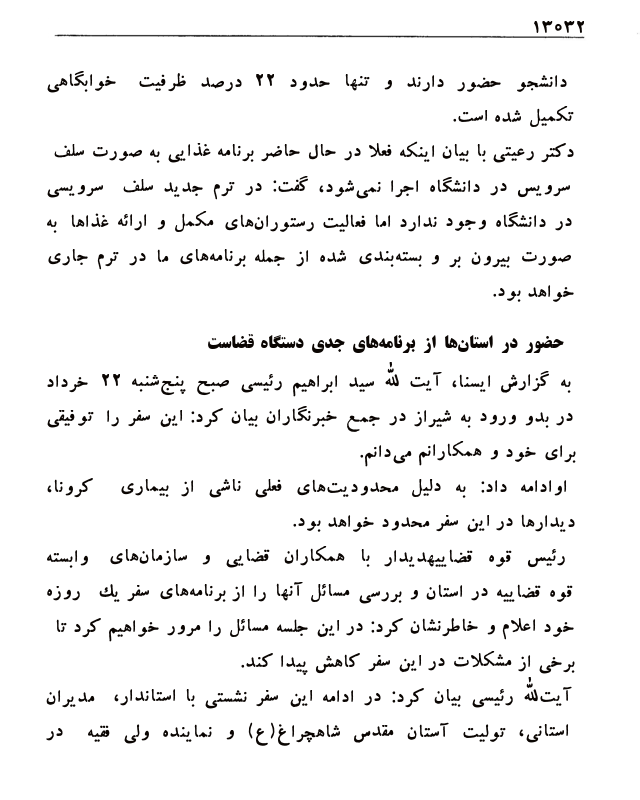 ۱۳۰۳۲
دانشجو حضور دارند و تنها حدود ۲۲ درصد ظرفیت خوابگاهی
تکمیل شده است.
دکتر رعیتی با بیان اینکه فعلا در حال حاضر برنامه غذایی به صورت سلف
سرویس در دانشگاه اجرا نمی‌شود، گفت: در ترم جدید سلف سرویسی
در دانشگاه وجود ندارد اما فعالیت رستوران‌های مکمل و ارائه غذاها به
صورت بیرون بر و بسته‌بندی شده از جمله برنامه‌های ما در ترم جاری
خواهد بود.
حضور در استان‌ها از برنامه‌های جدی دستگاه قضاست
به گزارش ایسنا، آیت الله سید ابراهیم رئیسی صبح پنج‌شنبه ۲۲ خرداد
در بدو ورود به شیراز در جمع خبرنگاران بیان کرد: این سفر را توفیقی
برای خود و همکارانم می‌دانم.
اوادامه داد: به دلیل محدودیت‌های فعلی ناشی از بیماری کرونا،
دیدارها در این سفر محدود خواهد بود.
رئیس قوه قضاییهدیدار با همکاران قضایی و سازمان‌های وابسته
قوه قضاییه در استان و بررسی مسائل آنها را از برنامه‌های سفر یك روزه
خود اعلام و خاطرنشان کرد: در این جلسه مسائل را مرور خواهیم کرد تا
برخی از مشکلات در این سفر کاهش پیدا کند.
آیت‌الله رئیسی بیان کرد: در ادامه این سفر نشستی با استاندار، مدیران
استانی، تولیت آستان مقدس شاهچراغ(ع) و نماینده ولی فقیه در